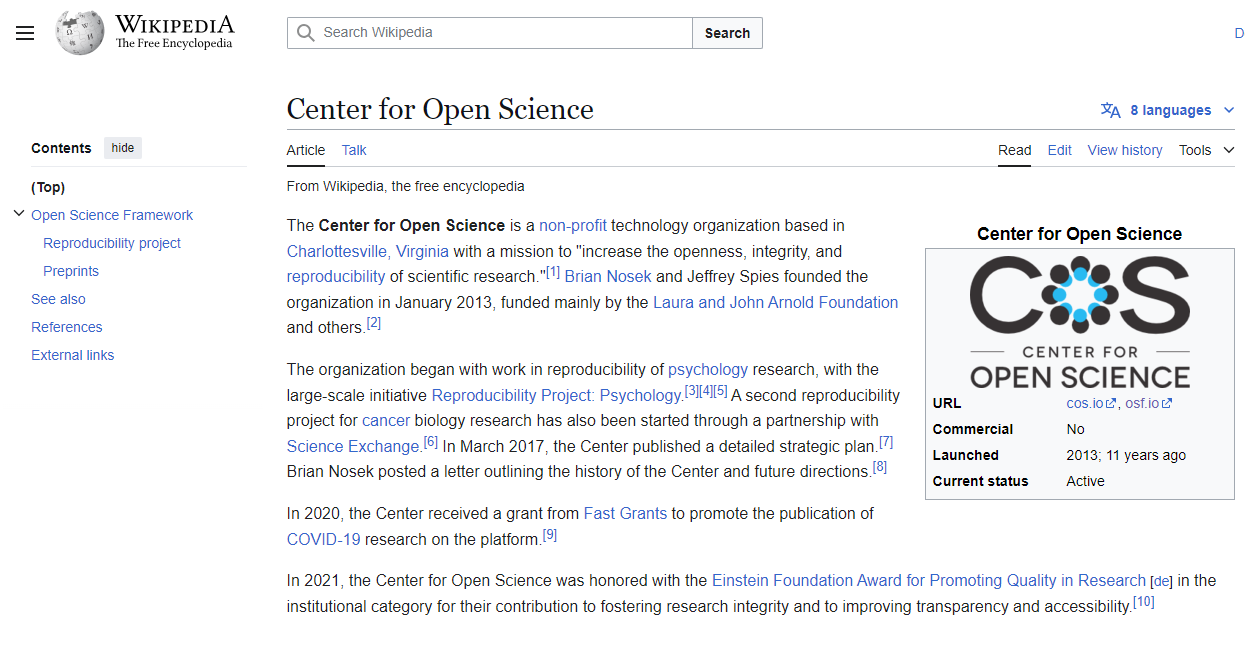 WIKIPEDIA
The Free Encyclopedia
Search Wikipedia
Search
D
Contents hide
(Top)
Open Science Framework
Reproducibility project
Preprints
See also
References
External links
Center for Open Science
8 languages
Article Talk
Read Edit View history Tools
From Wikipedia, the free encyclopedia
The Center for Open Science is a non-profit technology organization based in
Charlottesville, Virginia with a mission to "increase the openness, integrity, and
reproducibility of scientific research."[1] Brian Nosek and Jeffrey Spies founded the
organization in January 2013, funded mainly by the Laura and John Arnold Foundation
and others.[2]
The organization began with work in reproducibility of psychology research, with the
large-scale initiative Reproducibility Project: Psychology.[3][4][5] A second reproducibility
project for cancer biology research has also been started through a partnership with
Science Exchange.[6] In March 2017, the Center published a detailed strategic plan.[7]
Brian Nosek posted a letter outlining the history of the Center and future directions.[8]
In 2020, the Center received a grant from Fast Grants to promote the publication of
COVID-19 research on the platform.[9]
In 2021, the Center for Open Science was honored with the Einstein Foundation Award for Promoting Quality in Research [de] in the
institutional category for their contribution to fostering research integrity and to improving transparency and accessibility.[10]
Center for Open Science
COS
CENTER FOR
OPEN SCIENCE
URL cos.io, osf.io
Commercial No
Launched 2013; 11 years ago
Current status Active